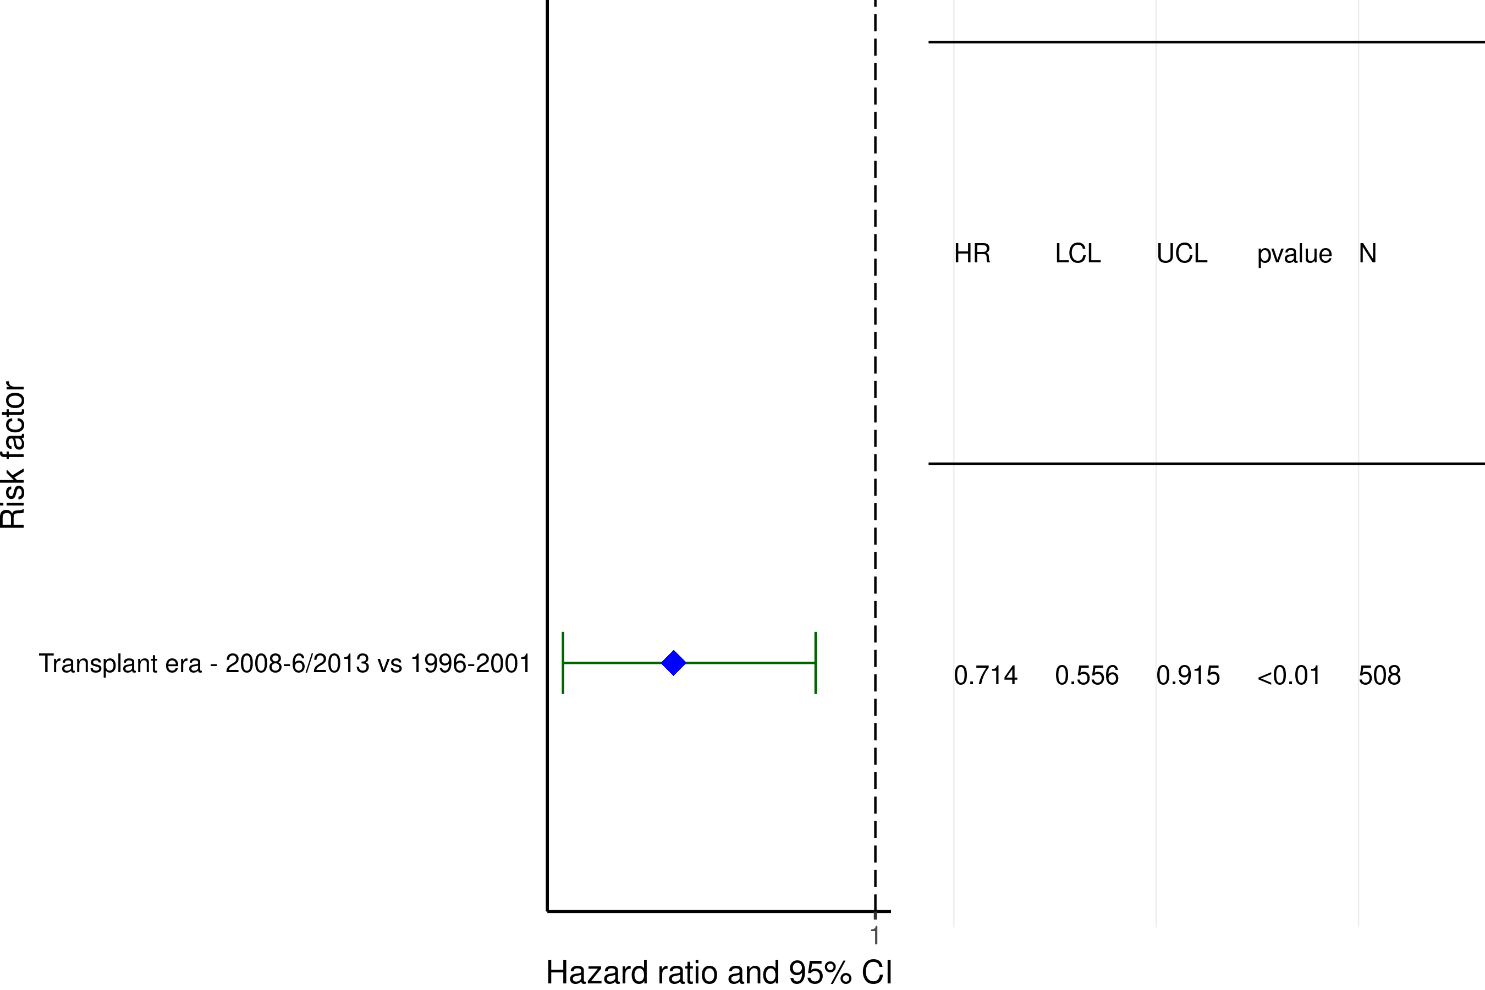 HR LCL UCL pvalue N
Risk factor
Transplant era - 2008-6/2013 vs 1996-2001
0.714 0.556 0.915 <0.01 508
1
Hazard ratio and 95% CI